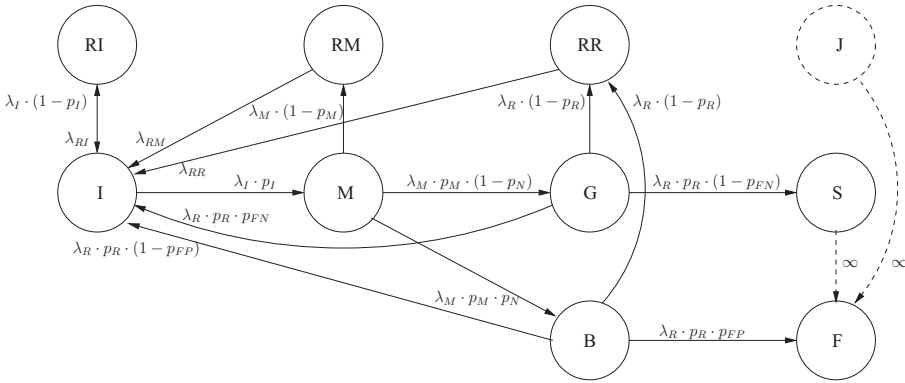 RI
RM
RR
J
λ_I · (1−p_I)
λ_M · (1−p_M)
λ_R · (1−p_R)
λ_R · (1−p_R)
λ_RI
λ_RM
λ_RR
I
λ_I · p_I
M
λ_M · p_M · (1−p_N)
G
λ_R · p_R · (1−p_FN)
S
λ_R · p_R · p_FN
λ_R · p_R · (1−p_FP)
∞
∞
λ_M · p_M · p_N
B
λ_R · p_R · p_FP
F